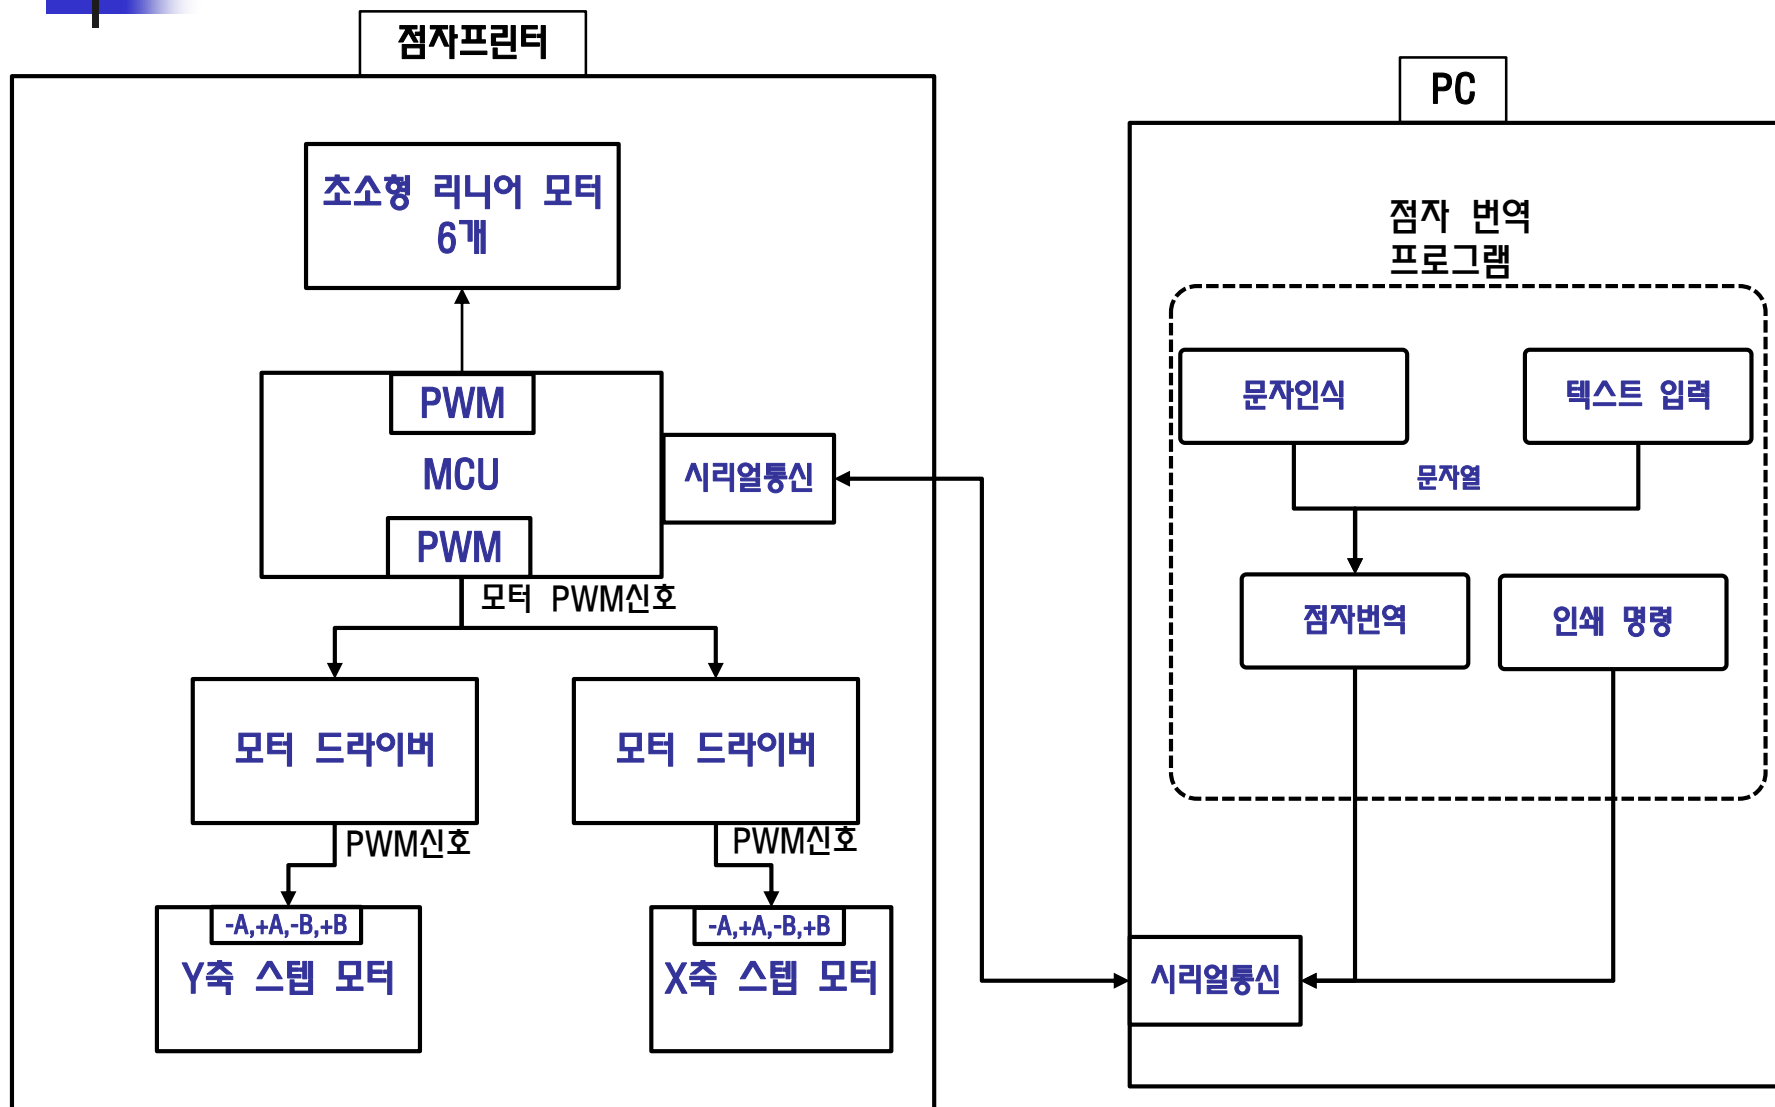 점자프린터
초소형 리니어 모터
6개
PWM
MCU
PWM
시리얼통신
모터 PWM신호
모터 드라이버
모터 드라이버
PWM신호
PWM신호
-A,+A,-B,+B
Y축 스텝 모터
-A,+A,-B,+B
X축 스텝 모터
PC
점자 번역
프로그램
문자인식
텍스트 입력
문자열
점자번역
인쇄 명령
시리얼통신